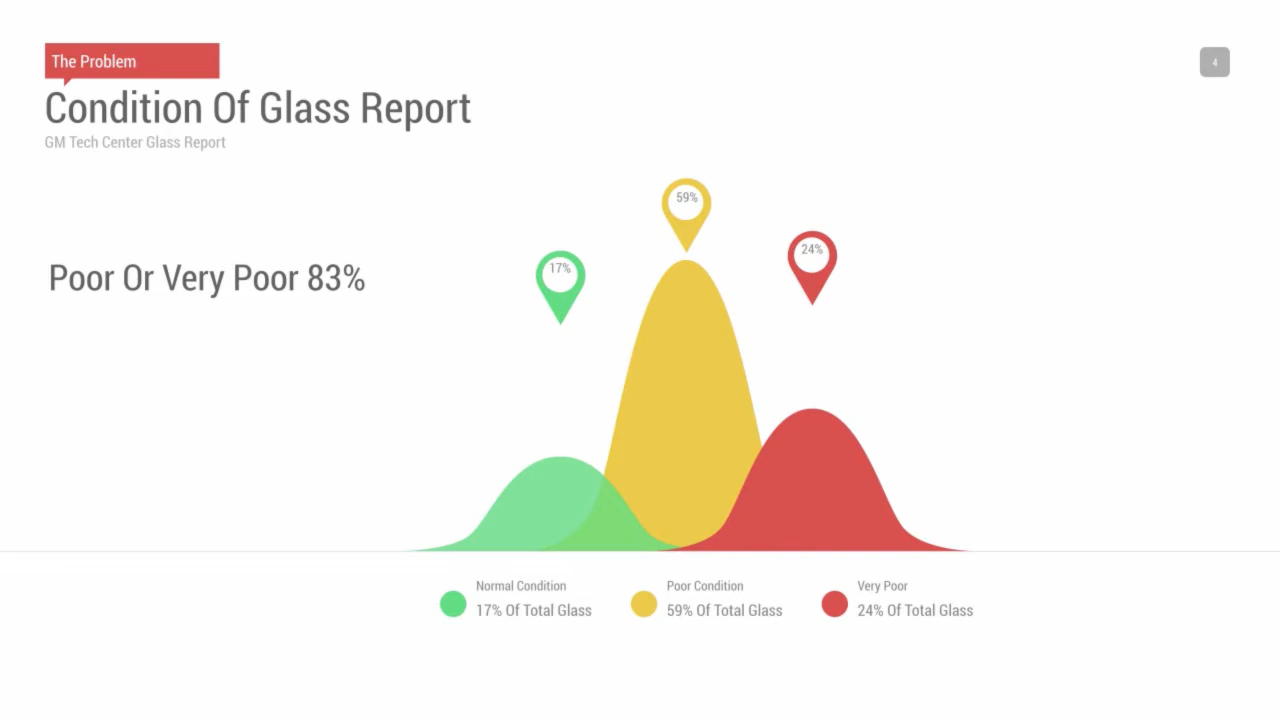 The Problem
4
Condition Of Glass Report
GM Tech Center Glass Report
59%
24%
17%
Poor Or Very Poor 83%
Normal Condition
17% Of Total Glass
Poor Condition
59% Of Total Glass
Very Poor
24% Of Total Glass